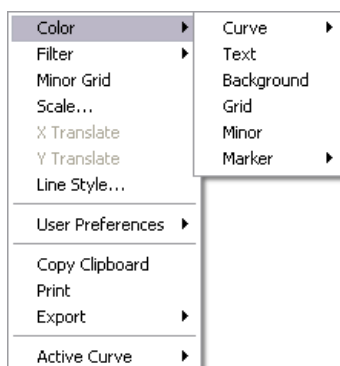 Color
Filter
Minor Grid
Scale...
X Translate
Y Translate
Line Style...
User Preferences
Copy Clipboard
Print
Export
Active Curve
Curve
Text
Background
Grid
Minor
Marker